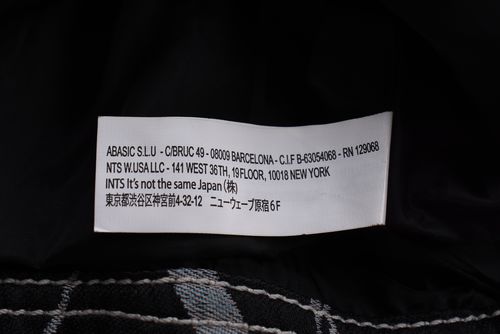 ABASIC S.L.U - C/BRUC 49 - 08009 BARCELONA - C.I.F B-63054068 - RN 129068
NTS W.USA LLC - 141 WEST 36TH, 19 FLOOR, 10018 NEW YORK
INTS It's not the same Japan (株)
東京都渋谷区神宮前4-32-12 ニューウェーブ原宿6F